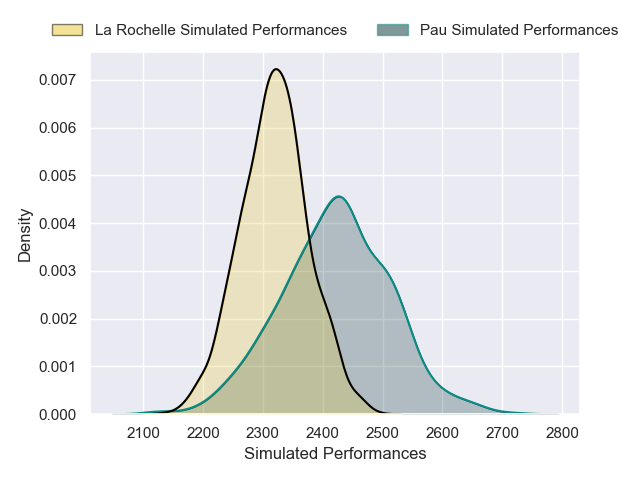 La Rochelle Simulated Performances
Pau Simulated Performances
0.007
0.006
0.005
0.004
0.003
0.002
0.001
0.000
Density
2100 2200 2300 2400 2500 2600 2700 2800
Simulated Performances